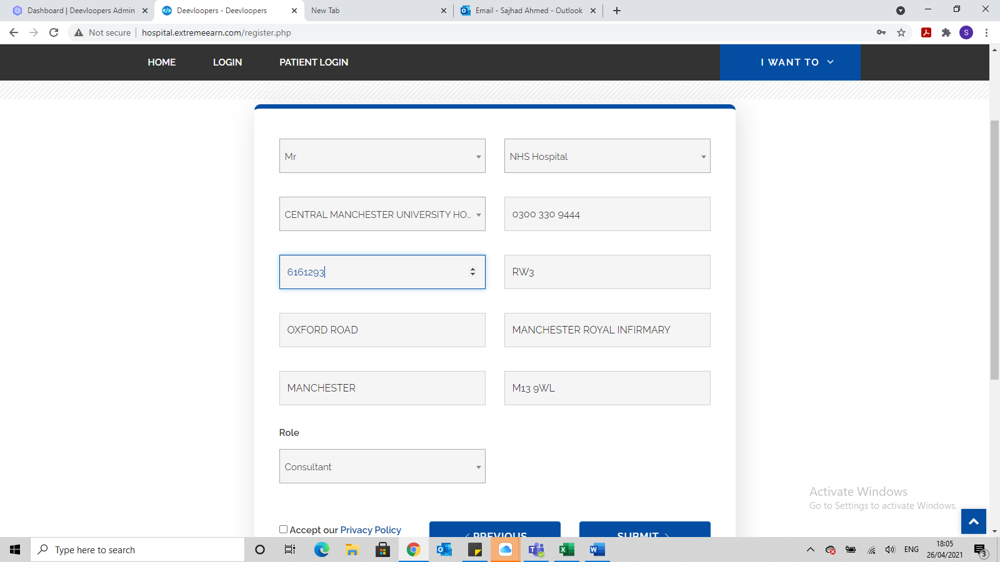 Dashboard | Deevloopers Admin
Deevloopers - Deevloopers
New Tab
Email - Sajhad Ahmed - Outlook
Not secure
hospital.extremeearn.com/register.php
S
HOME
LOGIN
PATIENT LOGIN
I WANT TO
Mr
NHS Hospital
CENTRAL MANCHESTER UNIVERSITY HO...
0300 330 9444
6161293
RW3
OXFORD ROAD
MANCHESTER ROYAL INFIRMARY
MANCHESTER
M13 9WL
Role
Consultant
Activate Windows
Go to Settings to activate Windows.
Accept our Privacy Policy
PREVIOUS
SUBMIT
Type here to search
ENG
18:05
26/04/2021
3